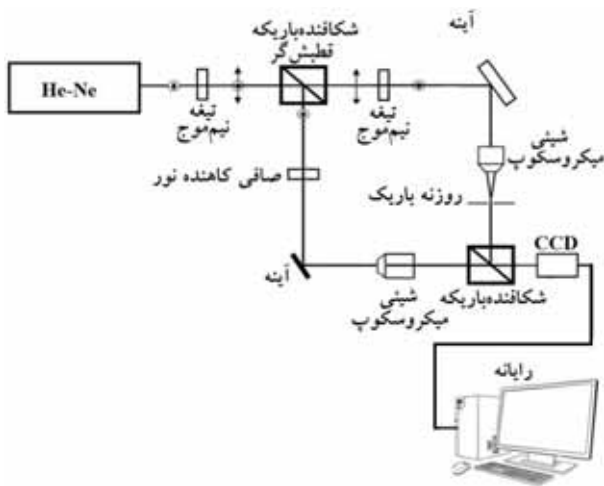 شکافنده‌باریکه
قطبش‌گر
آینه
He-Ne
تیغه
نیم‌موج
تیغه
نیم‌موج
شیئی
میکروسکوپ
صافی کاهنده نور
روزنه باریک
CCD
آینه
شیئی
میکروسکوپ
شکافنده‌باریکه
رایانه